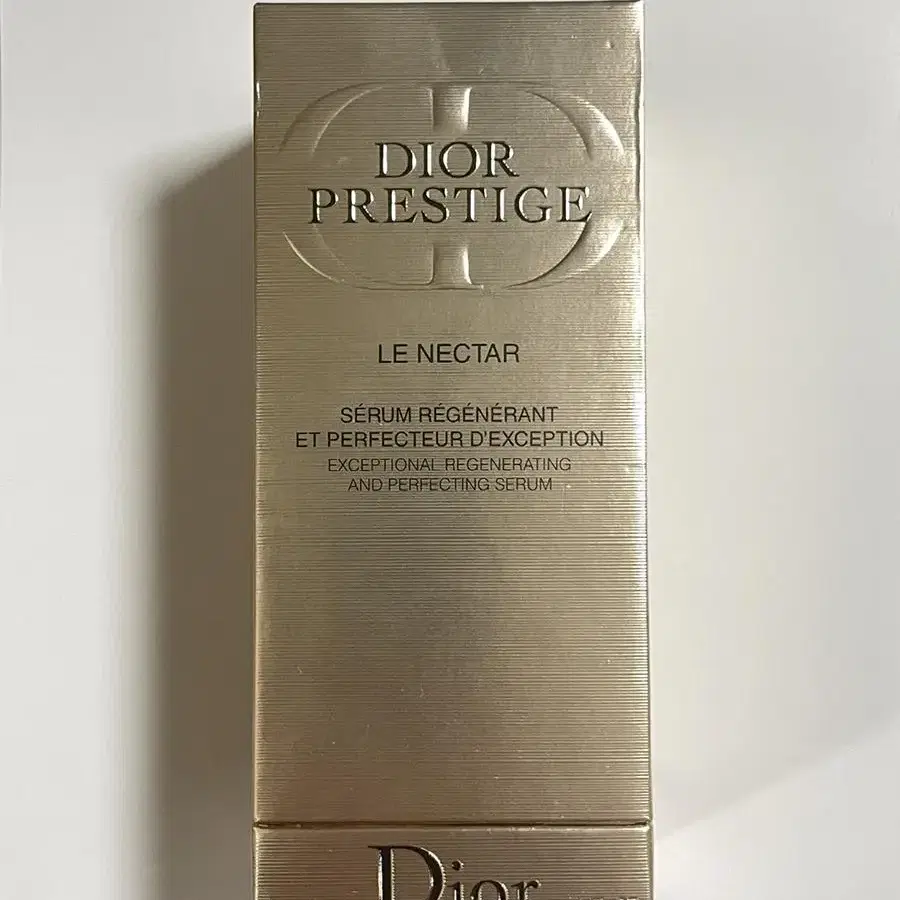 DIOR
PRESTIGE
LE NECTAR
SÉRUM RÉGÉNÉRANT
ET PERFECTEUR D'EXCEPTION
EXCEPTIONAL REGENERATING
AND PERFECTING SERUM
Dior